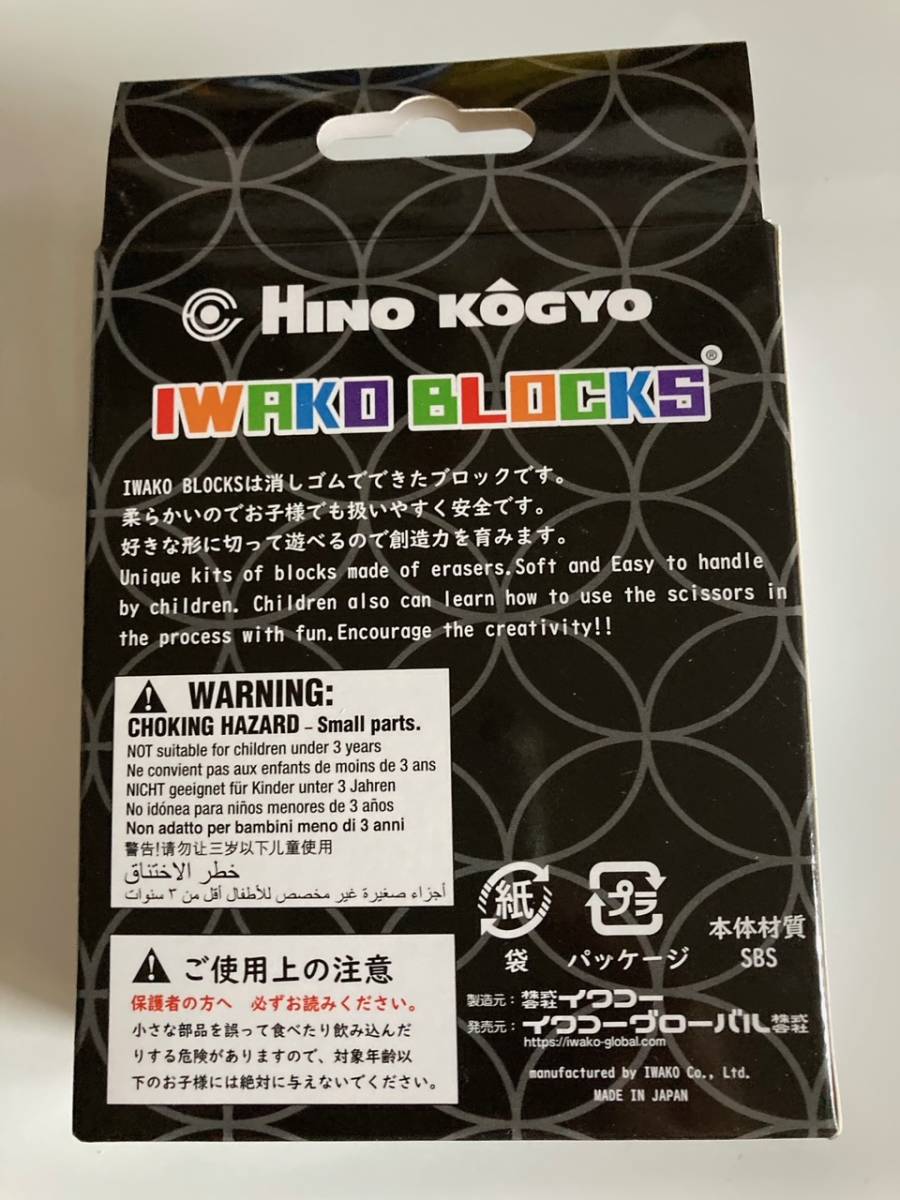 HINO KÔGYO
IWAKO BLOCKS®
IWAKO BLOCKSは消しゴムでできたブロックです。
柔らかいのでお子様でも扱いやすく安全です。
好きな形に切って遊べるので創造力を育みます。
Unique kits of blocks made of erasers.Soft and Easy to handle
by children. Children also can learn how to use the scissors in
the process with fun.Encourage the creativity!!
WARNING:
CHOKING HAZARD – Small parts.
NOT suitable for children under 3 years
Ne convient pas aux enfants de moins de 3 ans
NICHT geeignet für Kinder unter 3 Jahren
No idónea para niños menores de 3 años
Non adatto per bambini meno di 3 anni
警告!请勿让三岁以下儿童使用
خطر الاختناق
أجزاء صغيرة غير مخصص للأطفال أقل من ٣ سنوات
ご使用上の注意
保護者の方へ 必ずお読みください。
小さな部品を誤って食べたり飲み込んだ
りする危険がありますので、対象年齢以
下のお子様には絶対に与えないでください。
紙 プラ 本体材質
袋 パッケージ SBS
製造元：株式会社イワコー
発売元：イワコーグローバル株式会社
https://iwako-global.com
manufactured by IWAKO Co., Ltd.
MADE IN JAPAN